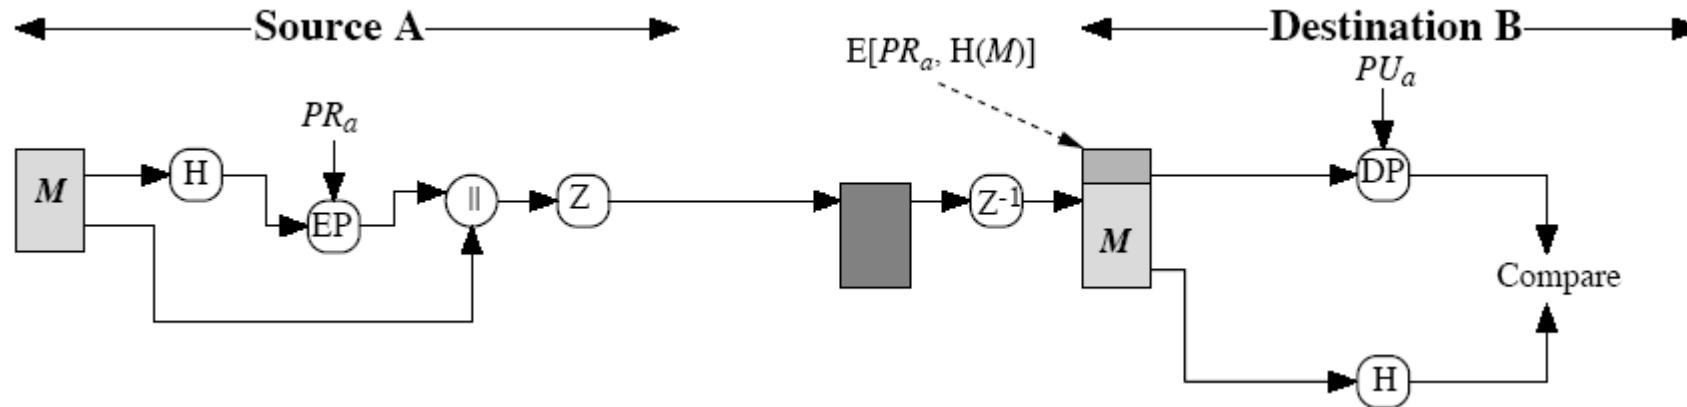 Source A
Destination B
E[PRa, H(M)]
PUa
PRa
M
H
EP
||
Z
Z-1
M
DP
Compare
H